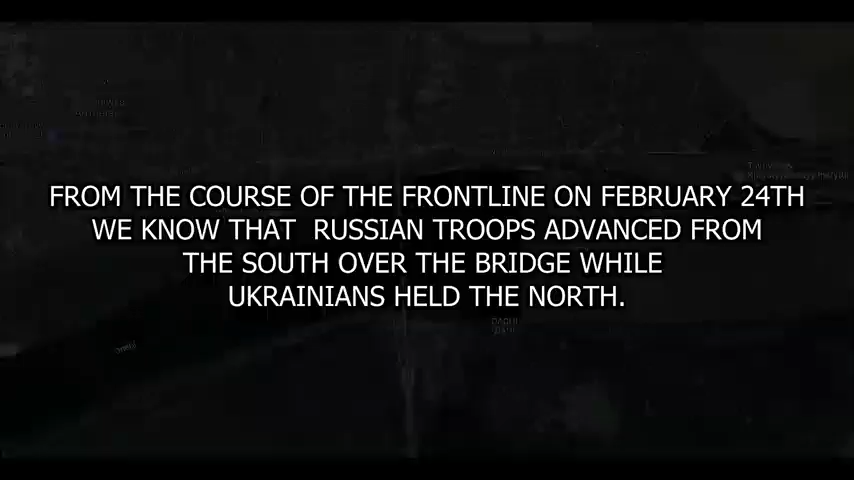 FROM THE COURSE OF THE FRONTLINE ON FEBRUARY 24TH
WE KNOW THAT  RUSSIAN TROOPS ADVANCED FROM
THE SOUTH OVER THE BRIDGE WHILE
UKRAINIANS HELD THE NORTH.